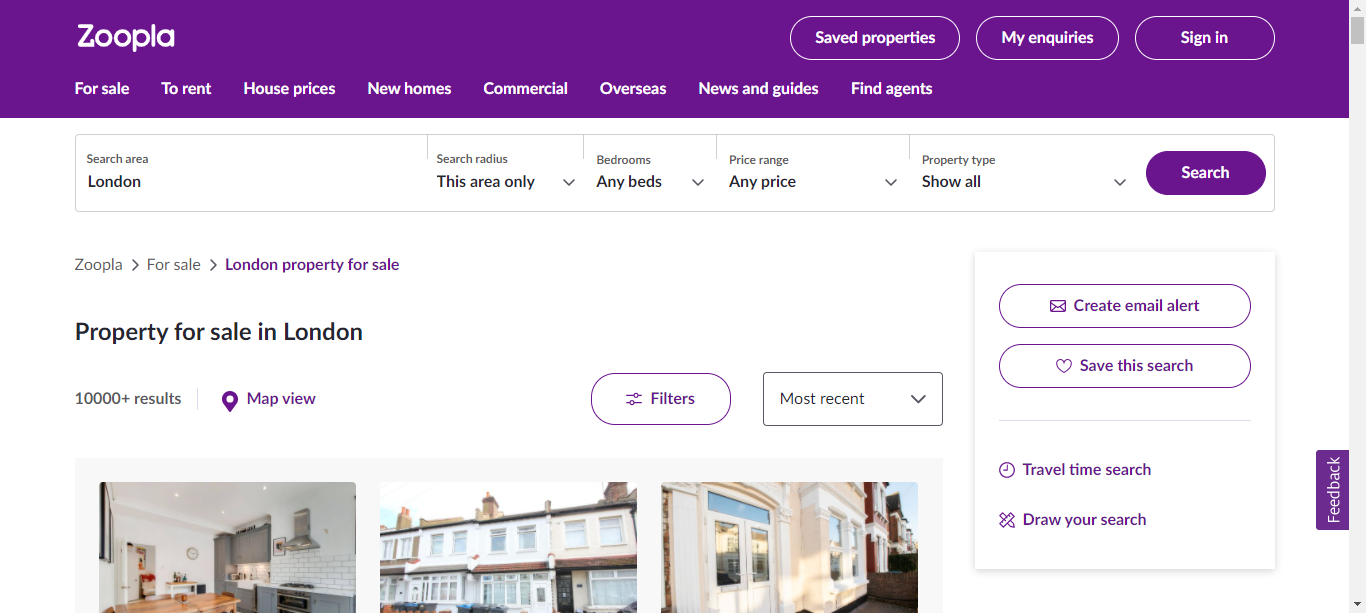 Zoopla
Saved properties
My enquiries
Sign in
For sale
To rent
House prices
New homes
Commercial
Overseas
News and guides
Find agents
Search area
London
Search radius
This area only
Bedrooms
Any beds
Price range
Any price
Property type
Show all
Search
Zoopla > For sale > London property for sale
Property for sale in London
10000+ results
Map view
Filters
Most recent
Create email alert
Save this search
Travel time search
Draw your search
Feedback